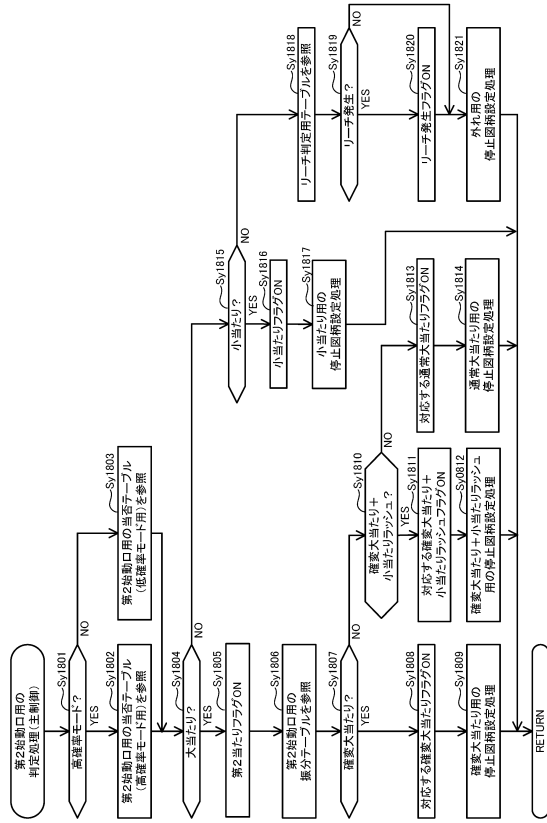 第2始動口用の
判定処理(主制御)
Sy1801
高確率モード?
YES
NO
Sy1802
第2始動口用の当否テーブル
(高確率モード用)を参照
Sy1803
第2始動口用の当否テーブル
(低確率モード用)を参照
Sy1804
大当たり?
YES
NO
Sy1805
第2当たりフラグON
Sy1806
第2始動口用の
振分テーブルを参照
Sy1807
確変大当たり?
YES
NO
Sy1808
対応する確変大当たりフラグON
Sy1809
確変大当たり用の
停止図柄設定処理
Sy1810
確変大当たり+
小当たりラッシュ?
YES
NO
Sy1811
対応する確変大当たり+
小当たりラッシュフラグON
Sy0812
確変大当たり+小当たりラッシュ
用の停止図柄設定処理
Sy1813
対応する通常大当たりフラグON
Sy1814
通常大当たり用の
停止図柄設定処理
Sy1815
小当たり?
YES
NO
Sy1816
小当たりフラグON
Sy1817
小当たり用の
停止図柄設定処理
Sy1818
リーチ判定用テーブルを参照
Sy1819
リーチ発生?
YES
NO
Sy1820
リーチ発生フラグON
Sy1821
外れ用の
停止図柄設定処理
RETURN